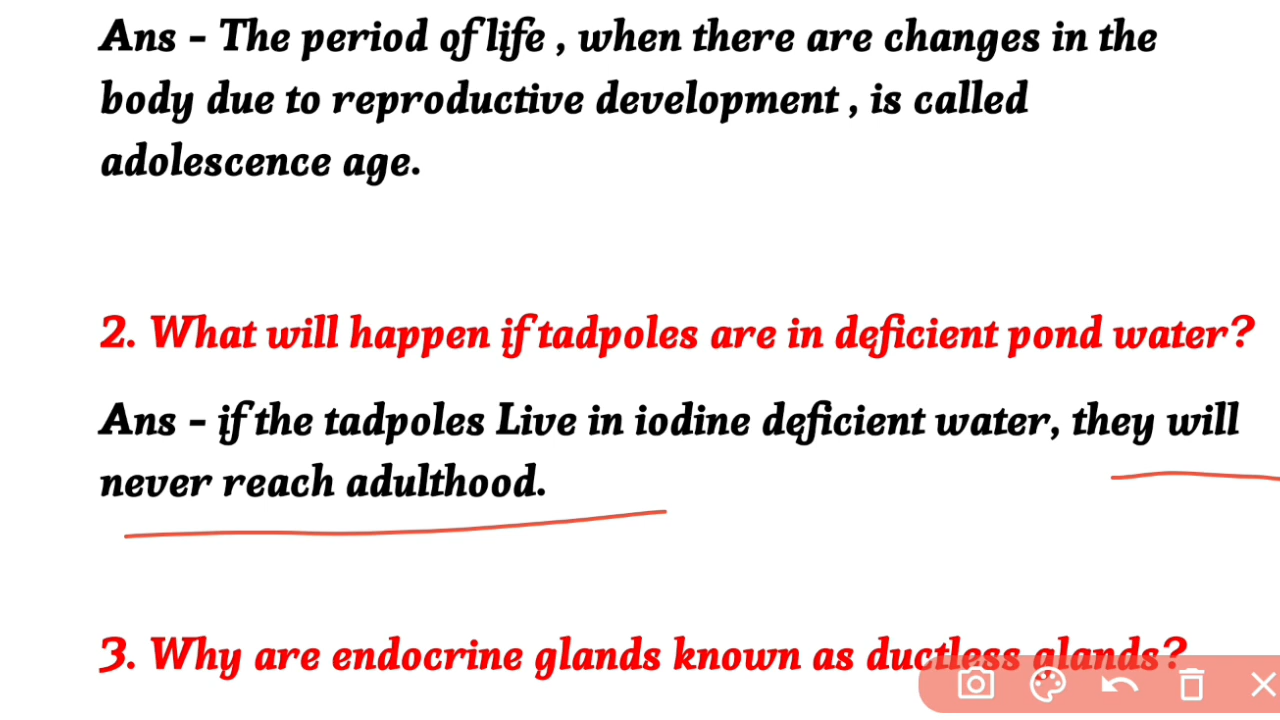 Ans - The period of life , when there are changes in the
body due to reproductive development , is called
adolescence age.
2. What will happen if tadpoles are in deficient pond water?
Ans - if the tadpoles Live in iodine deficient water, they will
never reach adulthood.
3. Why are endocrine glands known as ductless glands?